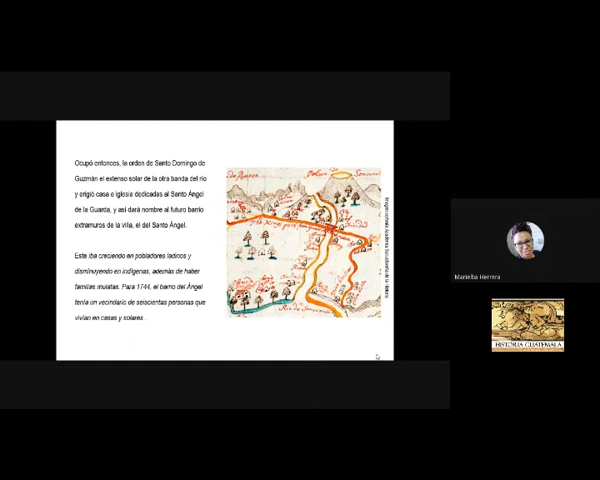 Ocupó entonces, la orden de Santo Domingo de
Guzmán el extenso solar de la otra banda del río
y erigió casa e iglesia dedicadas al Santo Ángel
de la Guarda, y así dará nombre al futuro barrio
extramuros de la villa, el del Santo Ángel.
Este iba creciendo en pobladores ladicos y
disminuyendo en indígenas, además de haber
familias mulatas. Para 1744, el barrio del Ángel
tenía un vecindario de seiscientas personas que
vivían en casas y solares.
Marielba Herrera
HISTORIA GUATEMALA